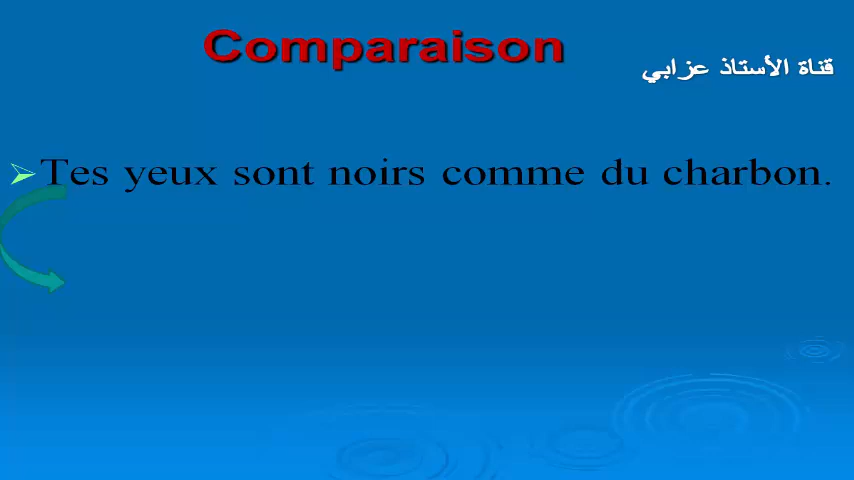 Comparaison
قناة الأستاذ عزابي
Tes yeux sont noirs comme du charbon.